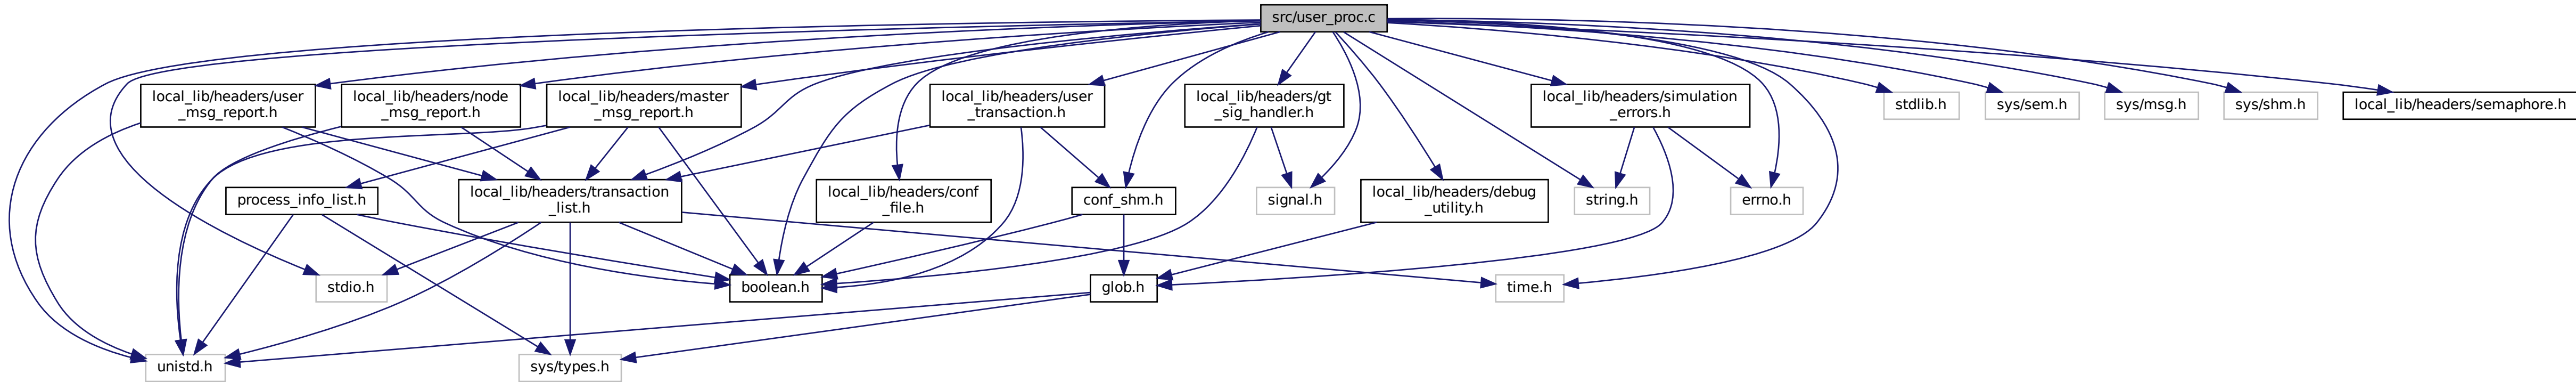 src/user_proc.c
local_lib/headers/user
_msg_report.h
local_lib/headers/node
_msg_report.h
local_lib/headers/master
_msg_report.h
local_lib/headers/user
_transaction.h
local_lib/headers/gt
_sig_handler.h
local_lib/headers/simulation
_errors.h
stdlib.h
sys/sem.h
sys/msg.h
sys/shm.h
local_lib/headers/semaphore.h
process_info_list.h
local_lib/headers/transaction
_list.h
local_lib/headers/conf
_file.h
conf_shm.h
signal.h
local_lib/headers/debug
_utility.h
string.h
errno.h
stdio.h
boolean.h
glob.h
time.h
unistd.h
sys/types.h